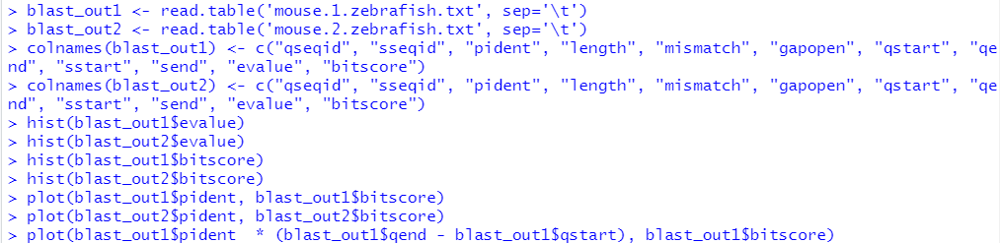 > blast_out1 <- read.table('mouse.1.zebrafish.txt', sep='\t')
> blast_out2 <- read.table('mouse.2.zebrafish.txt', sep='\t')
> colnames(blast_out1) <- c("qseqid", "sseqid", "pident", "length", "mismatch", "gapopen", "qstart", "qe
nd", "sstart", "send", "evalue", "bitscore")
> colnames(blast_out2) <- c("qseqid", "sseqid", "pident", "length", "mismatch", "gapopen", "qstart", "qe
nd", "sstart", "send", "evalue", "bitscore")
> hist(blast_out1$evalue)
> hist(blast_out2$evalue)
> hist(blast_out1$bitscore)
> hist(blast_out2$bitscore)
> plot(blast_out1$pident, blast_out1$bitscore)
> plot(blast_out2$pident, blast_out2$bitscore)
> plot(blast_out1$pident  * (blast_out1$qend - blast_out1$qstart), blast_out1$bitscore)